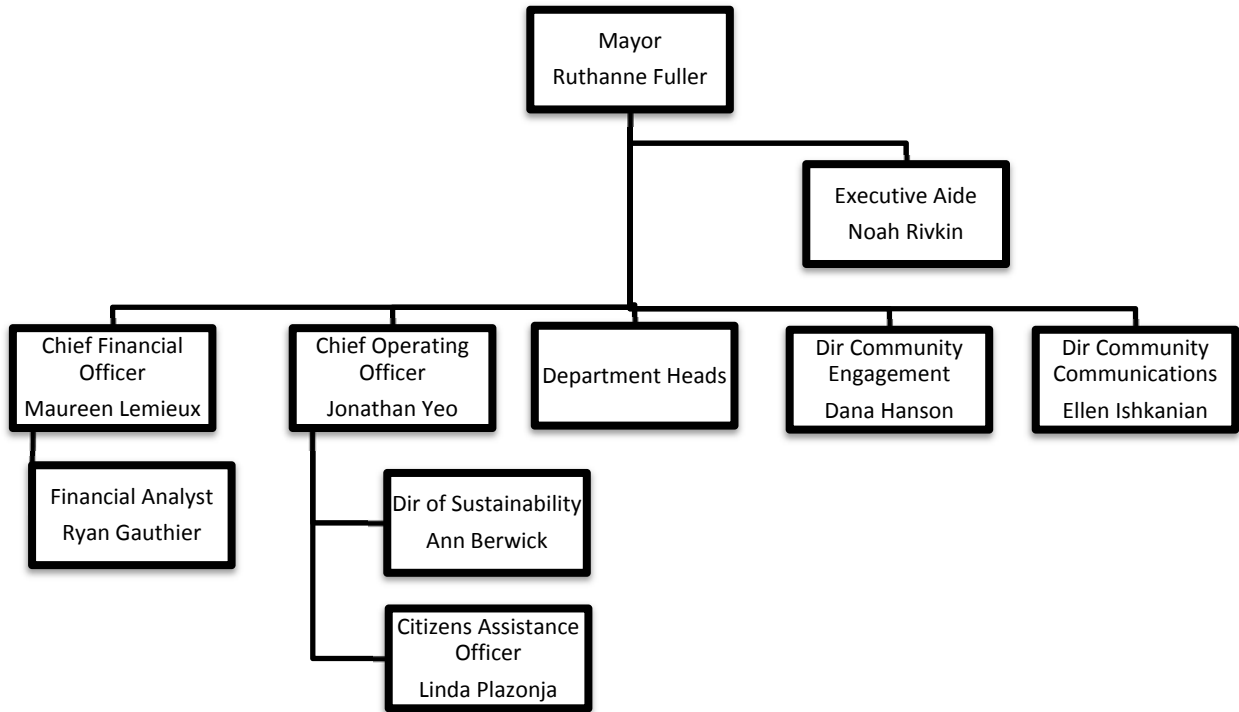 Mayor
Ruthanne Fuller
Executive Aide
Noah Rivkin
Chief Financial
Officer
Maureen Lemieux
Chief Operating
Officer
Jonathan Yeo
Department Heads
Dir Community
Engagement
Dana Hanson
Dir Community
Communications
Ellen Ishkanian
Financial Analyst
Ryan Gauthier
Dir of Sustainability
Ann Berwick
Citizens Assistance
Officer
Linda Plazonja